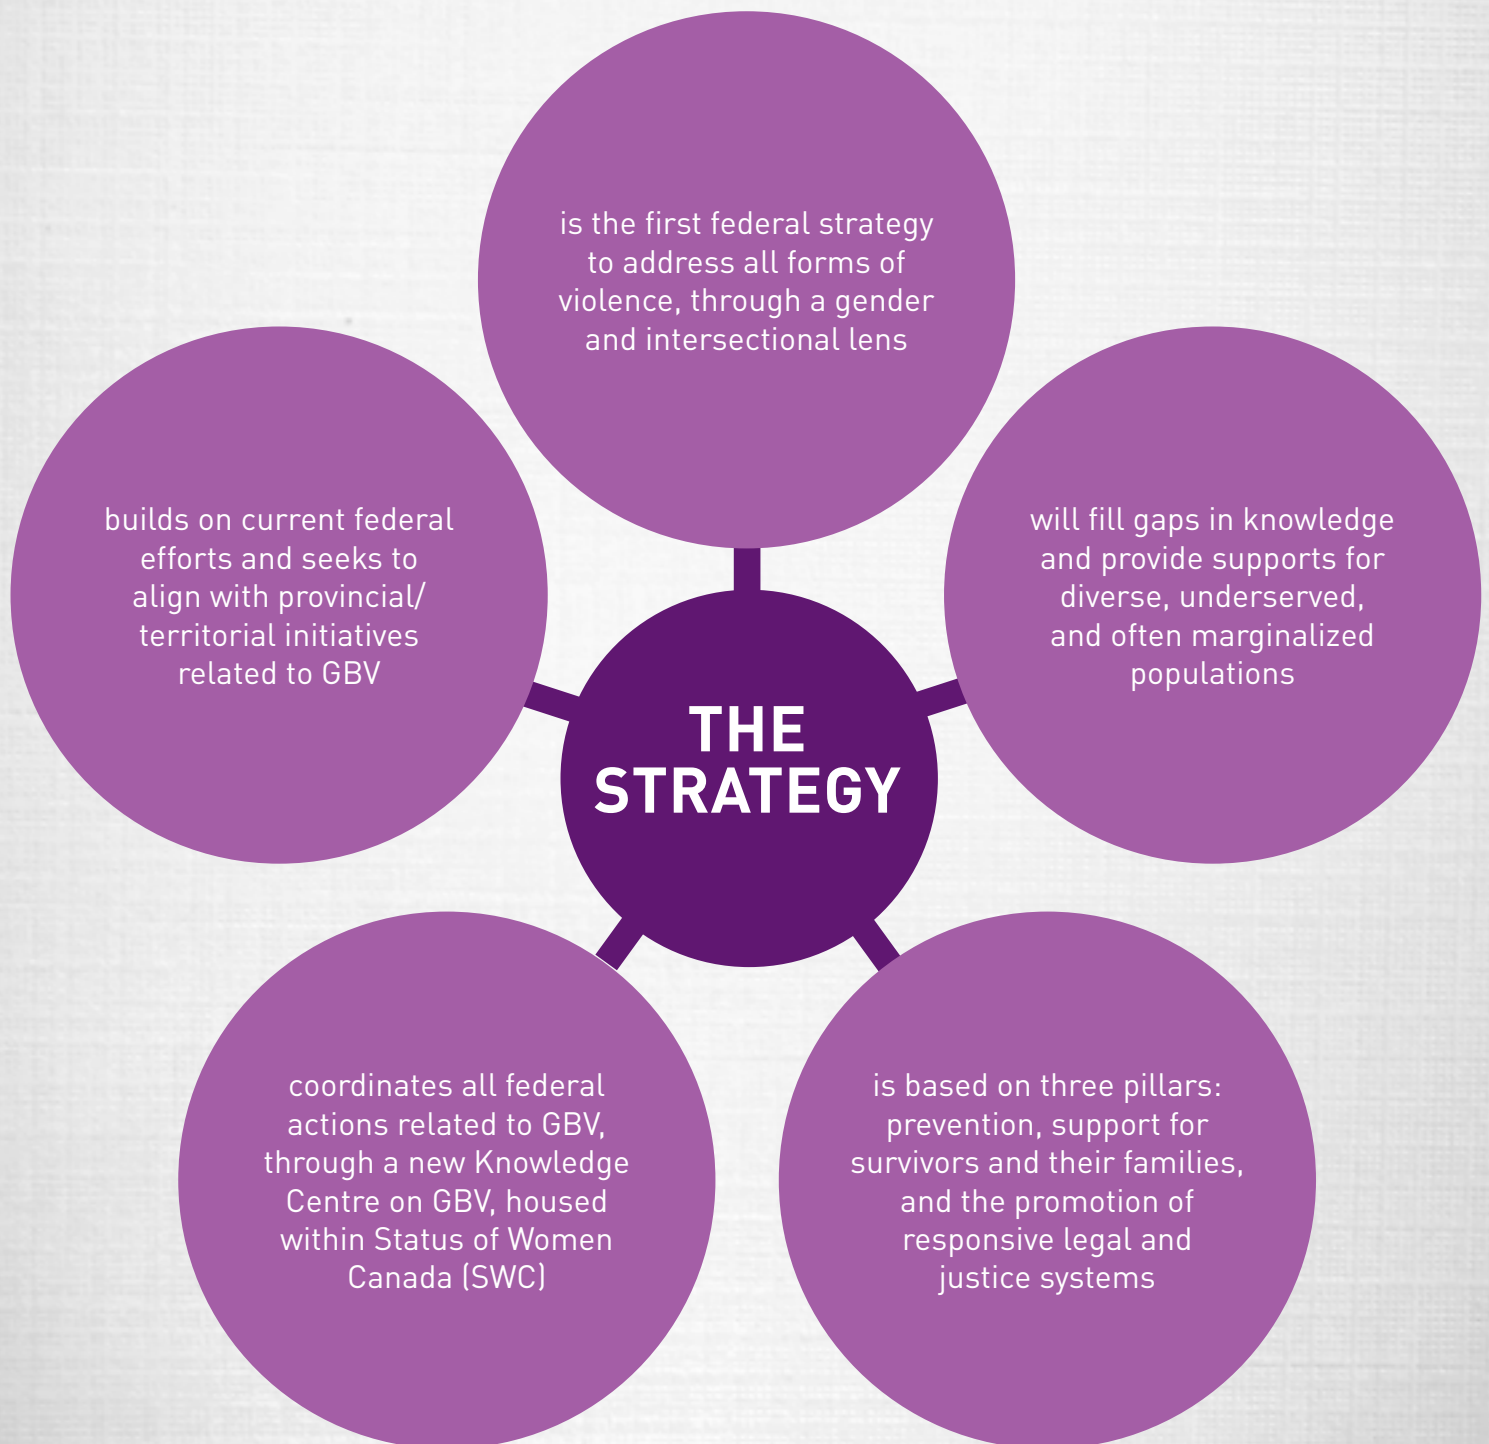 is the first federal strategy
to address all forms of
violence, through a gender
and intersectional lens
builds on current federal
efforts and seeks to
align with provincial/
territorial initiatives
related to GBV
will fill gaps in knowledge
and provide supports for
diverse, underserved,
and often marginalized
populations
THE
STRATEGY
coordinates all federal
actions related to GBV,
through a new Knowledge
Centre on GBV, housed
within Status of Women
Canada (SWC)
is based on three pillars:
prevention, support for
survivors and their families,
and the promotion of
responsive legal and
justice systems